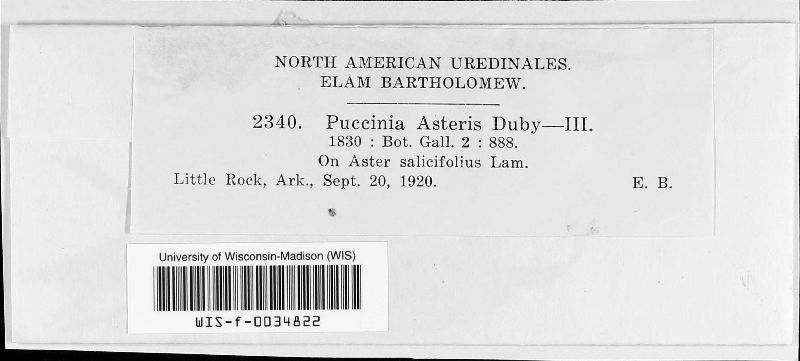 NORTH AMERICAN UREDINALES.
ELAM BARTHOLOMEW.
2340. Puccinia Asteris Duby—III.
1830 : Bot. Gall. 2 : 888.
On Aster salicifolius Lam.
Little Rock, Ark., Sept. 20, 1920. E. B.
University of Wisconsin-Madison (WIS)
WIS-f-0034822